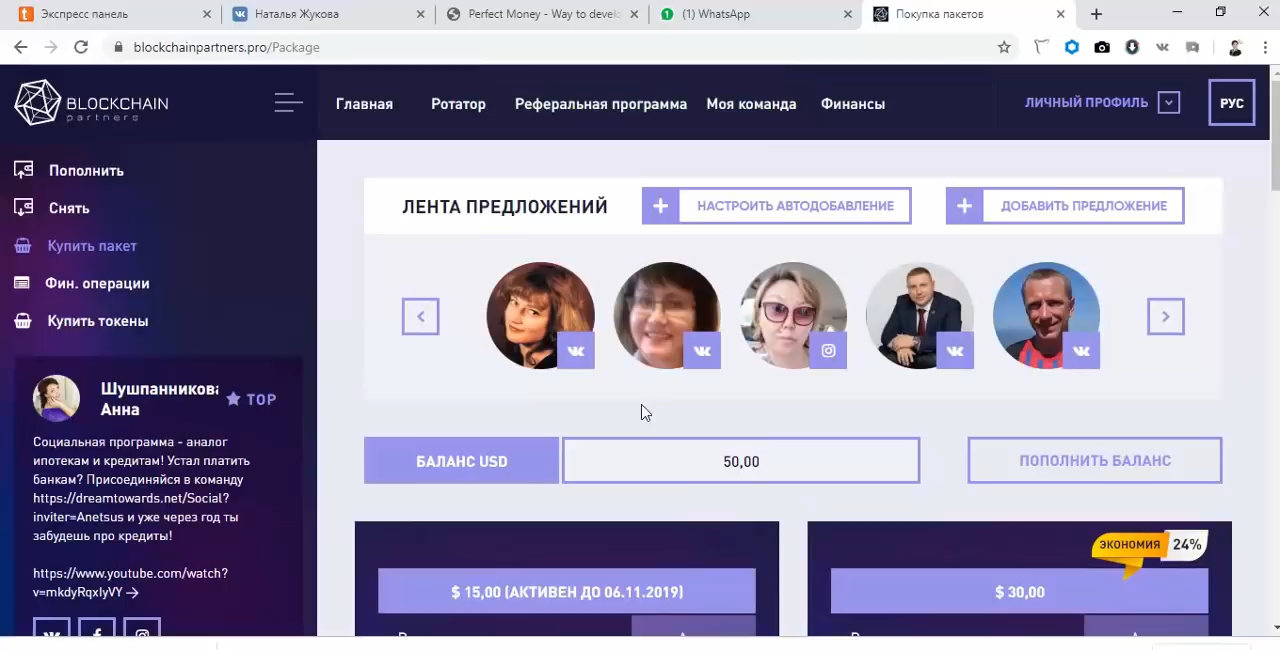 Экспресс панель
Наталья Жукова
Perfect Money - Way to develo
(1) WhatsApp
Покупка пакетов
blockchainpartners.pro/Package
BLOCKCHAIN
partners
Главная
Ротатор
Реферальная программа
Моя команда
Финансы
ЛИЧНЫЙ ПРОФИЛЬ
РУС
Пополнить
Снять
Купить пакет
Фин. операции
Купить токены
Шушпанникова
Анна
TOP
Социальная программа - аналог
ипотекам и кредитам! Устал платить
банкам? Присоединяйся в команду
https://dreamtowards.net/Social?
inviter=Anetsus и уже через год ты
забудешь про кредиты!
https://www.youtube.com/watch?
v=mkdyRqxIyVY
ЛЕНТА ПРЕДЛОЖЕНИЙ
+ НАСТРОИТЬ АВТОДОБАВЛЕНИЕ
+ ДОБАВИТЬ ПРЕДЛОЖЕНИЕ
БАЛАНС USD
50,00
ПОПОЛНИТЬ БАЛАНС
$ 15,00 (АКТИВЕН ДО 06.11.2019)
ЭКОНОМИЯ 24%
$ 30,00